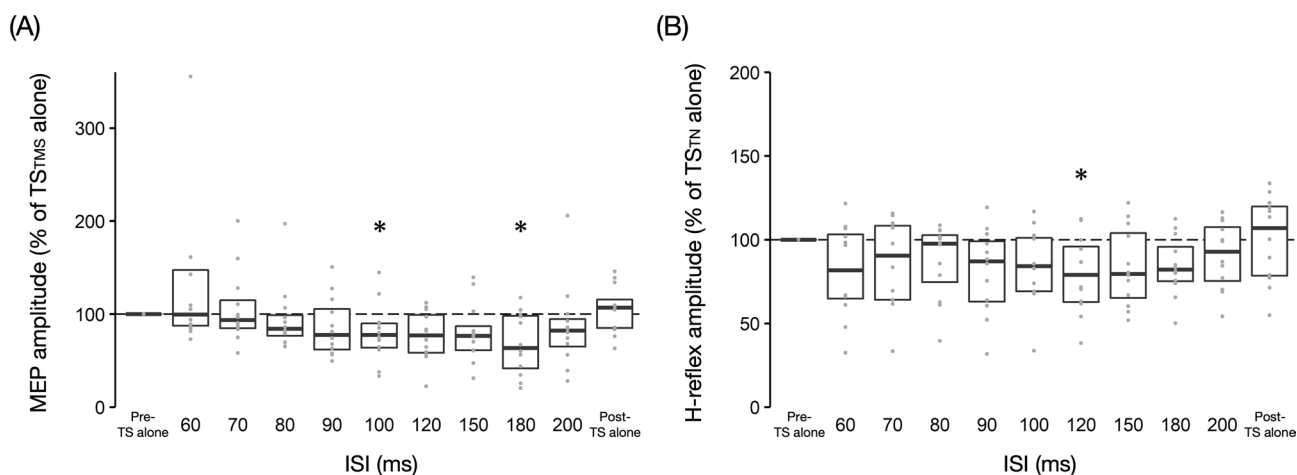 (A)
MEP amplitude (% of TSTMS alone)
300
200
100
0
* *
Pre-
TS alone
60 70 80 90 100 120 150 180 200
Post-
TS alone
ISI (ms)
(B)
H-reflex amplitude (% of TSTN alone)
200
150
100
50
0
*
Pre-
TS alone
60 70 80 90 100 120 150 180 200
Post-
TS alone
ISI (ms)